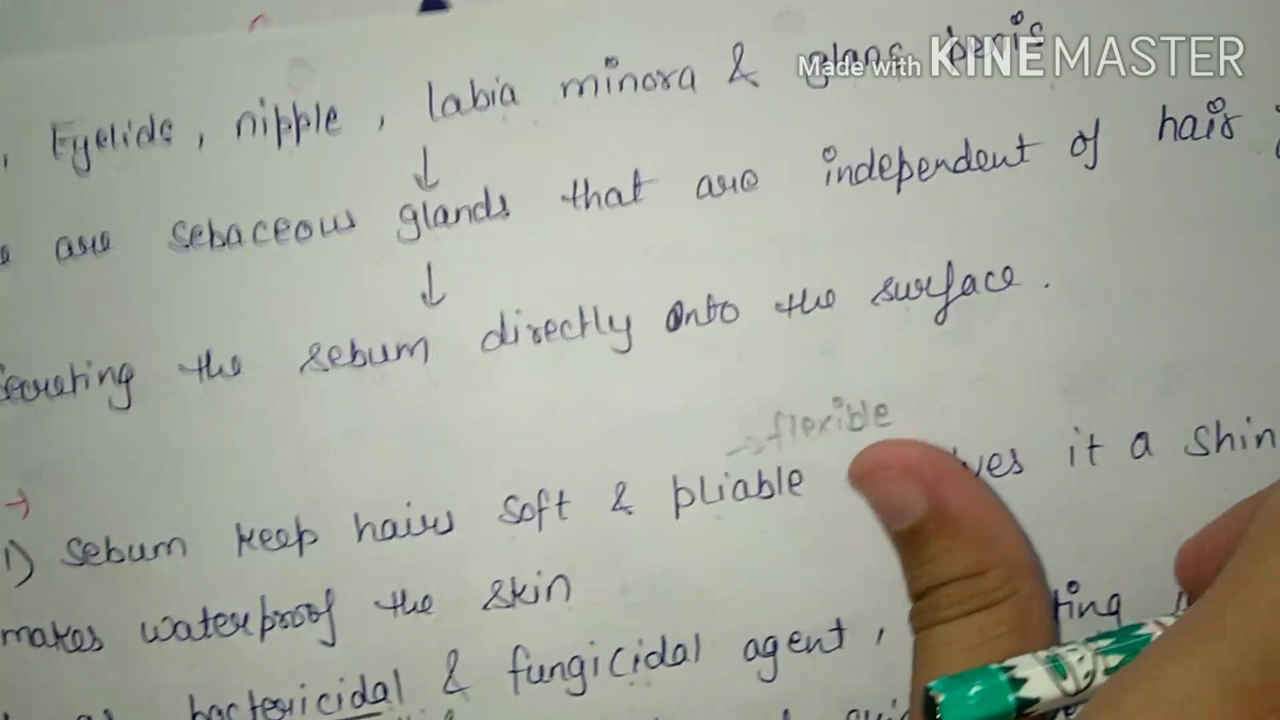 Made with KINEMASTER
, Eyelids, nipple, labia minora & glans penis
↓
are sebaceous glands that are independent of hair
↓
Secreting the sebum directly onto the surface.
→ flexible
1) Sebum keep hairs soft & pliable it a shin
makes waterproof the skin
bactericidal & fungicidal agent,